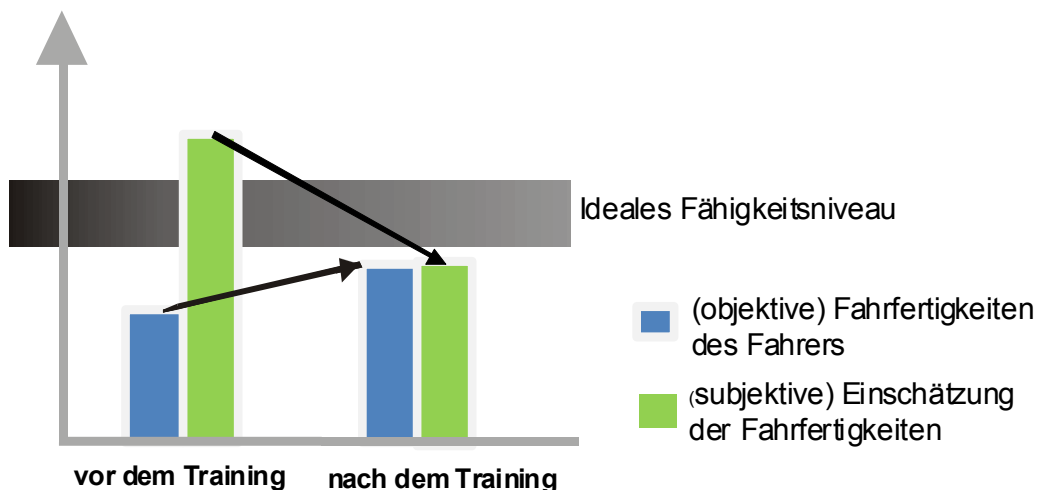 Ideales Fähigkeitsniveau
(objektive) Fahrfertigkeiten
des Fahrers
(subjektive) Einschätzung
der Fahrfertigkeiten
vor dem Training
nach dem Training